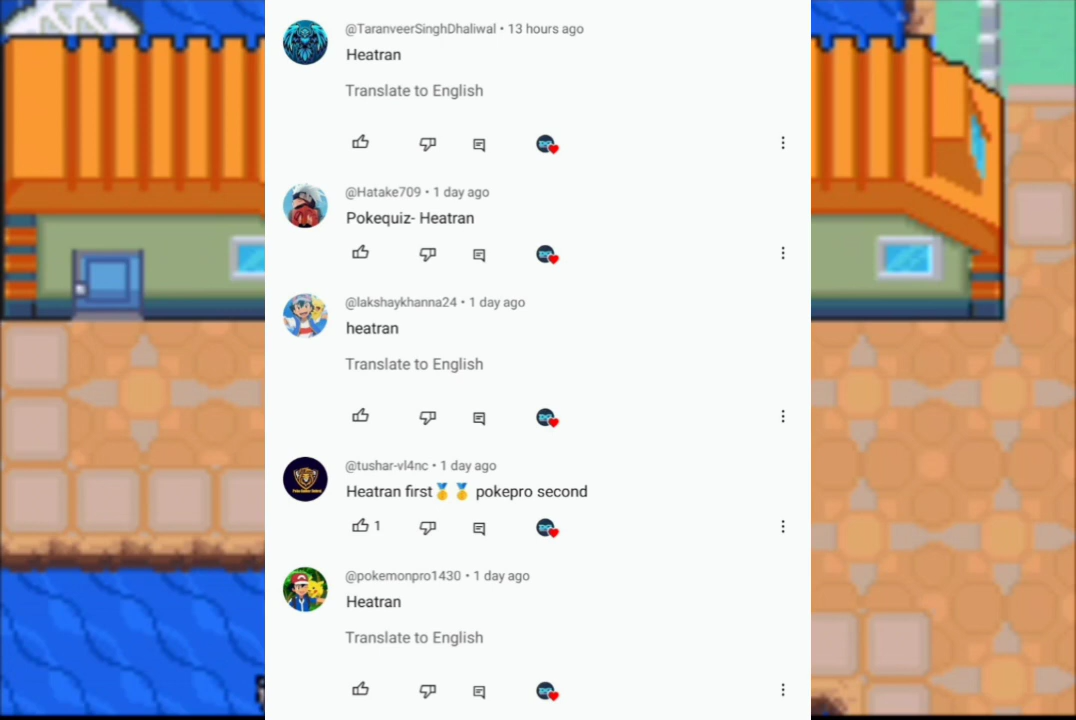 @TaranveerSinghDhaliwal • 13 hours ago
Heatran
Translate to English
@Hatake709 • 1 day ago
Pokequiz- Heatran
@lakshaykhanna24 • 1 day ago
heatran
Translate to English
@tushar-vl4nc • 1 day ago
Heatran first🥇🥇 pokepro second
1
@pokemonpro1430 • 1 day ago
Heatran
Translate to English